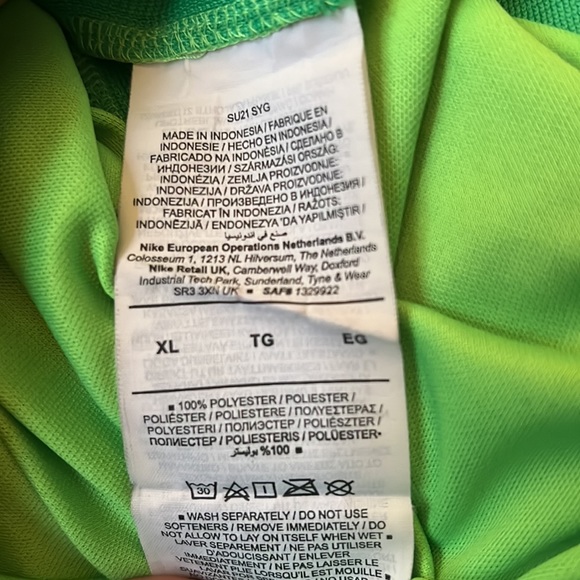 SU21 SYG
MADE IN INDONESIA / FABRIQUE EN
INDONESIE / HECHO EN INDONESIA /
FABRICADO NA INDONÉSIA / СДЕЛАНО В
ИНДОНЕЗИИ / SZÁRMAZÁSI ORSZÁG:
INDONÉZIA / ZEMLJA PROIZVODNJE:
INDONEZIJA / DRŽAVA PROIZVODNJE:
INDONEZIJA / ПРОИЗВЕДЕНО В ИНДОНЕЗИЯ /
FABRICAT ÎN INDONEZIA / RAŽOTS:
INDONĒZIJĀ / ENDONEZYA'DA YAPILMIŞTIR /
صنع في اندونيسيا
Nike European Operations Netherlands B.V.
Colosseum 1, 1213 NL Hilversum, The Netherlands
Nike Retail UK, Camberwell Way, Doxford
Industrial Tech Park, Sunderland, Tyne & Wear
SR3 3XN UK ▪ SAF# 1329922
XL TG EG
▪ 100% POLYESTER / POLIESTER /
POLIÉSTER / POLIESTERE / ΠΟΛΥΕΣΤΕΡΑΣ /
POLYESTERI / ПОЛИЭСТЕР / POLIÉSZTER /
ПОЛИЕСТЕР / POLIESTERIS / POLÜESTER▪
100% بوليستر ▪
30
▪ WASH SEPARATELY / DO NOT USE
SOFTENERS / REMOVE IMMEDIATELY / DO
NOT ALLOW TO LAY ON ITSELF WHEN WET ▪
LAVER SEPAREMENT / NE PAS UTILISER
D'ADOUCISSANT / ENLEVER
IMMEDIATEMENT / NE PAS LAISSER LE
VETEMENT PLIE LORSQU'IL EST MOUILLE